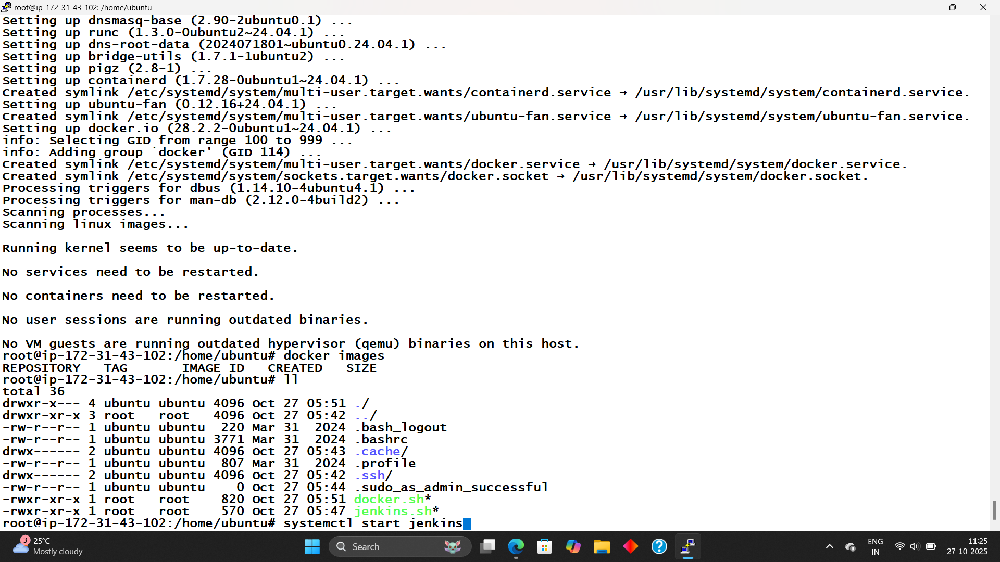 root@ip-172-31-43-102: /home/ubuntu
Setting up dnsmasq-base (2.90-2ubuntu0.1) ...
Setting up runc (1.3.0-0ubuntu2~24.04.1) ...
Setting up dns-root-data (2024071801~ubuntu0.24.04.1) ...
Setting up bridge-utils (1.7.1-1ubuntu2) ...
Setting up pigz (2.8-1) ...
Setting up containerd (1.7.28-0ubuntu1~24.04.1) ...
Created symlink /etc/systemd/system/multi-user.target.wants/containerd.service → /usr/lib/systemd/system/containerd.service.
Setting up ubuntu-fan (0.12.16+24.04.1) ...
Created symlink /etc/systemd/system/multi-user.target.wants/ubuntu-fan.service → /usr/lib/systemd/system/ubuntu-fan.service.
Setting up docker.io (28.2.2-0ubuntu1~24.04.1) ...
info: Selecting GID from range 100 to 999 ...
info: Adding group `docker' (GID 114) ...
Created symlink /etc/systemd/system/multi-user.target.wants/docker.service → /usr/lib/systemd/system/docker.service.
Created symlink /etc/systemd/system/sockets.target.wants/docker.socket → /usr/lib/systemd/system/docker.socket.
Processing triggers for dbus (1.14.10-4ubuntu4.1) ...
Processing triggers for man-db (2.12.0-4build2) ...
Scanning processes...
Scanning linux images...
Running kernel seems to be up-to-date.
No services need to be restarted.
No containers need to be restarted.
No user sessions are running outdated binaries.
No VM guests are running outdated hypervisor (qemu) binaries on this host.
root@ip-172-31-43-102:/home/ubuntu# docker images
REPOSITORY   TAG       IMAGE ID   CREATED   SIZE
root@ip-172-31-43-102:/home/ubuntu# ll
total 36
drwxr-x--- 4 ubuntu ubuntu 4096 Oct 27 05:51 ./
drwxr-xr-x 3 root   root   4096 Oct 27 05:42 ../
-rw-r--r-- 1 ubuntu ubuntu  220 Mar 31  2024 .bash_logout
-rw-r--r-- 1 ubuntu ubuntu 3771 Mar 31  2024 .bashrc
drwx------ 2 ubuntu ubuntu 4096 Oct 27 05:43 .cache/
-rw-r--r-- 1 ubuntu ubuntu  807 Mar 31  2024 .profile
drwx------ 2 ubuntu ubuntu 4096 Oct 27 05:42 .ssh/
-rw-r--r-- 1 ubuntu ubuntu    0 Oct 27 05:44 .sudo_as_admin_successful
-rwxr-xr-x 1 root   root    820 Oct 27 05:51 docker.sh*
-rwxr-xr-x 1 root   root    570 Oct 27 05:47 jenkins.sh*
root@ip-172-31-43-102:/home/ubuntu# systemctl start jenkins
3
25°C
Mostly cloudy
Search
ENG
IN
11:25
27-10-2025